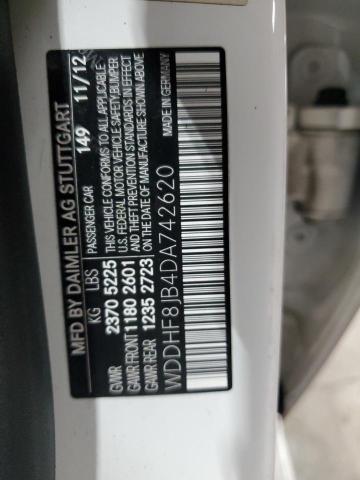 MFD BY DAIMLER AG STUTTGART
PASSENGER CAR 149 11/12
KG LBS
GVWR 2370 5225
GAWR FRONT 1180 2601
GAWR REAR 1235 2723
THIS VEHICLE CONFORMS TO ALL APPLICABLE
U.S. FEDERAL MOTOR VEHICLE SAFETY, BUMPER
AND THEFT PREVENTION STANDARDS IN EFFECT
ON DATE OF MANUFACTURE SHOWN ABOVE
WDDHF8JB4DA742620
MADE IN GERMANY